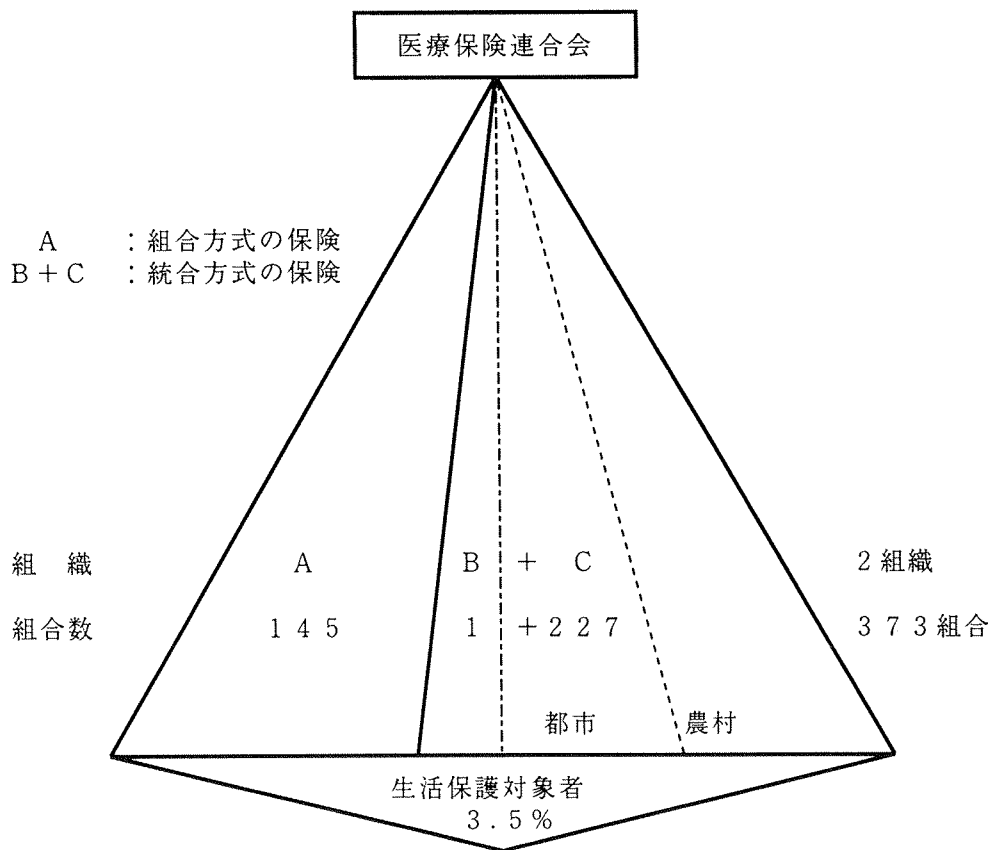 医療保険連合会
A :組合方式の保険
B+C :統合方式の保険
組 織 A B + C 2組織
組合数 145 1 +227 373組合
都市 農村
生活保護対象者
3.5%